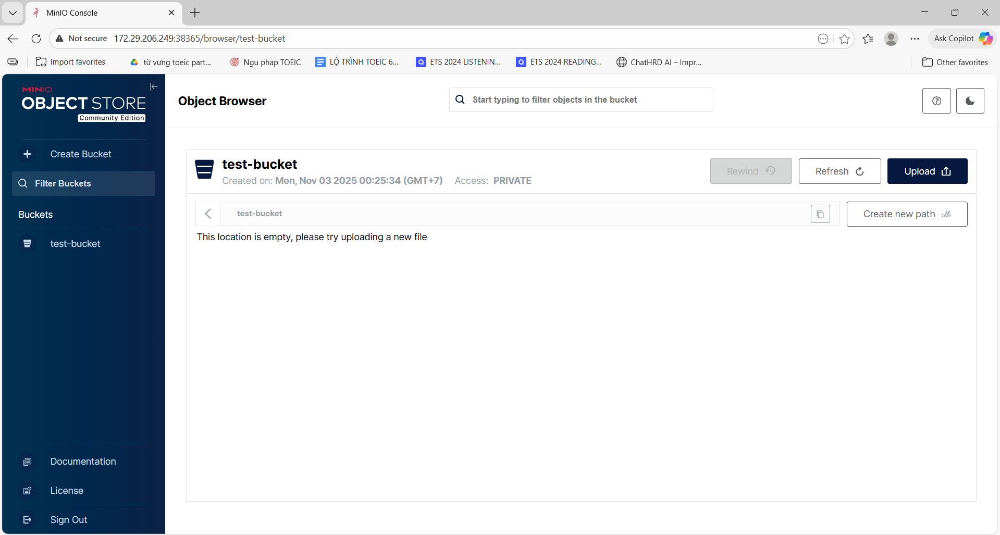 MinIO Console
Not secure 172.29.206.249:38365/browser/test-bucket
Ask Copilot
Import favorites
từ vựng toeic part...
Ngu phap TOEIC
LỘ TRÌNH TOEIC 6...
ETS 2024 LISTENIN...
ETS 2024 READING...
ChatHRD AI – Impr...
Other favorites
MINIO
OBJECT STORE
Community Edition
Create Bucket
Filter Buckets
Buckets
test-bucket
Documentation
License
Sign Out
Object Browser
Start typing to filter objects in the bucket
test-bucket
Created on: Mon, Nov 03 2025 00:25:34 (GMT+7) Access: PRIVATE
Rewind
Refresh
Upload
test-bucket
Create new path
This location is empty, please try uploading a new file